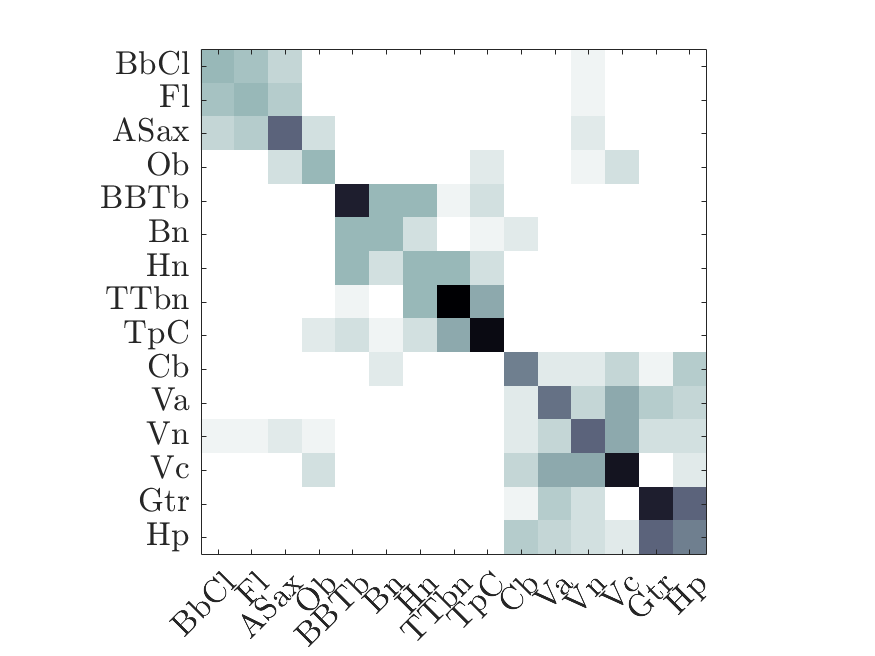 BbCl
Fl
ASax
Ob
BBTb
Bn
Hn
TTbn
TpC
Cb
Va
Vn
Vc
Gtr
Hp
BbCl
Fl
ASax
Ob
BBTb
Bn
Hn
TTbn
TpC
Cb
Va
Vn
Vc
Gtr
Hp